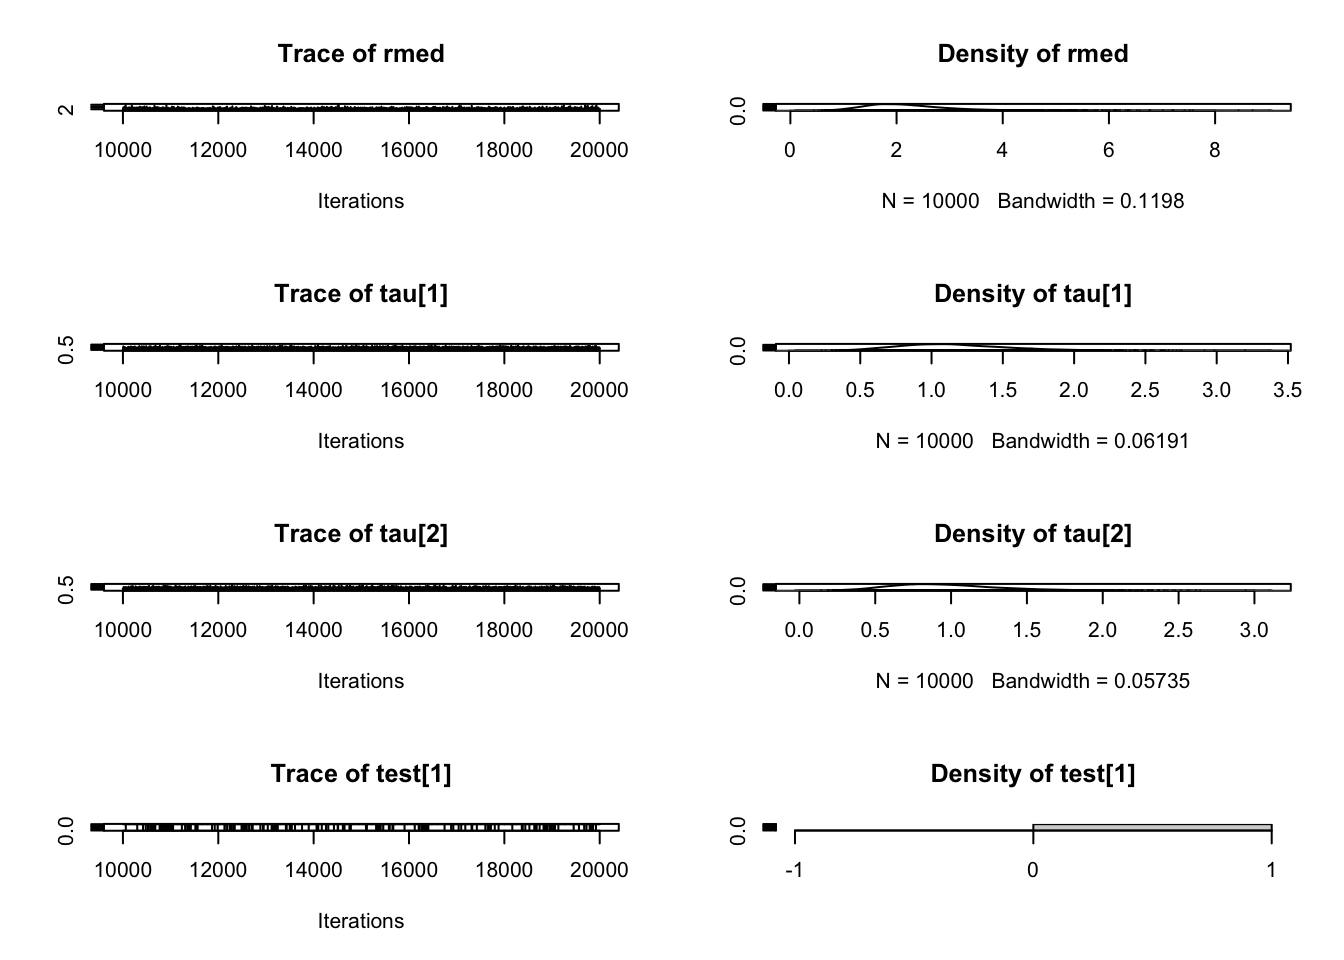 Trace of rmed
2
10000 12000 14000 16000 18000 20000
Iterations
Density of rmed
0.0
0 2 4 6 8
N = 10000 Bandwidth = 0.1198
Trace of tau[1]
0.5
10000 12000 14000 16000 18000 20000
Iterations
Density of tau[1]
0.0
0.0 0.5 1.0 1.5 2.0 2.5 3.0 3.5
N = 10000 Bandwidth = 0.06191
Trace of tau[2]
0.5
10000 12000 14000 16000 18000 20000
Iterations
Density of tau[2]
0.0
0.0 0.5 1.0 1.5 2.0 2.5 3.0
N = 10000 Bandwidth = 0.05735
Trace of test[1]
0.0
10000 12000 14000 16000 18000 20000
Iterations
Density of test[1]
0.0
-1 0 1